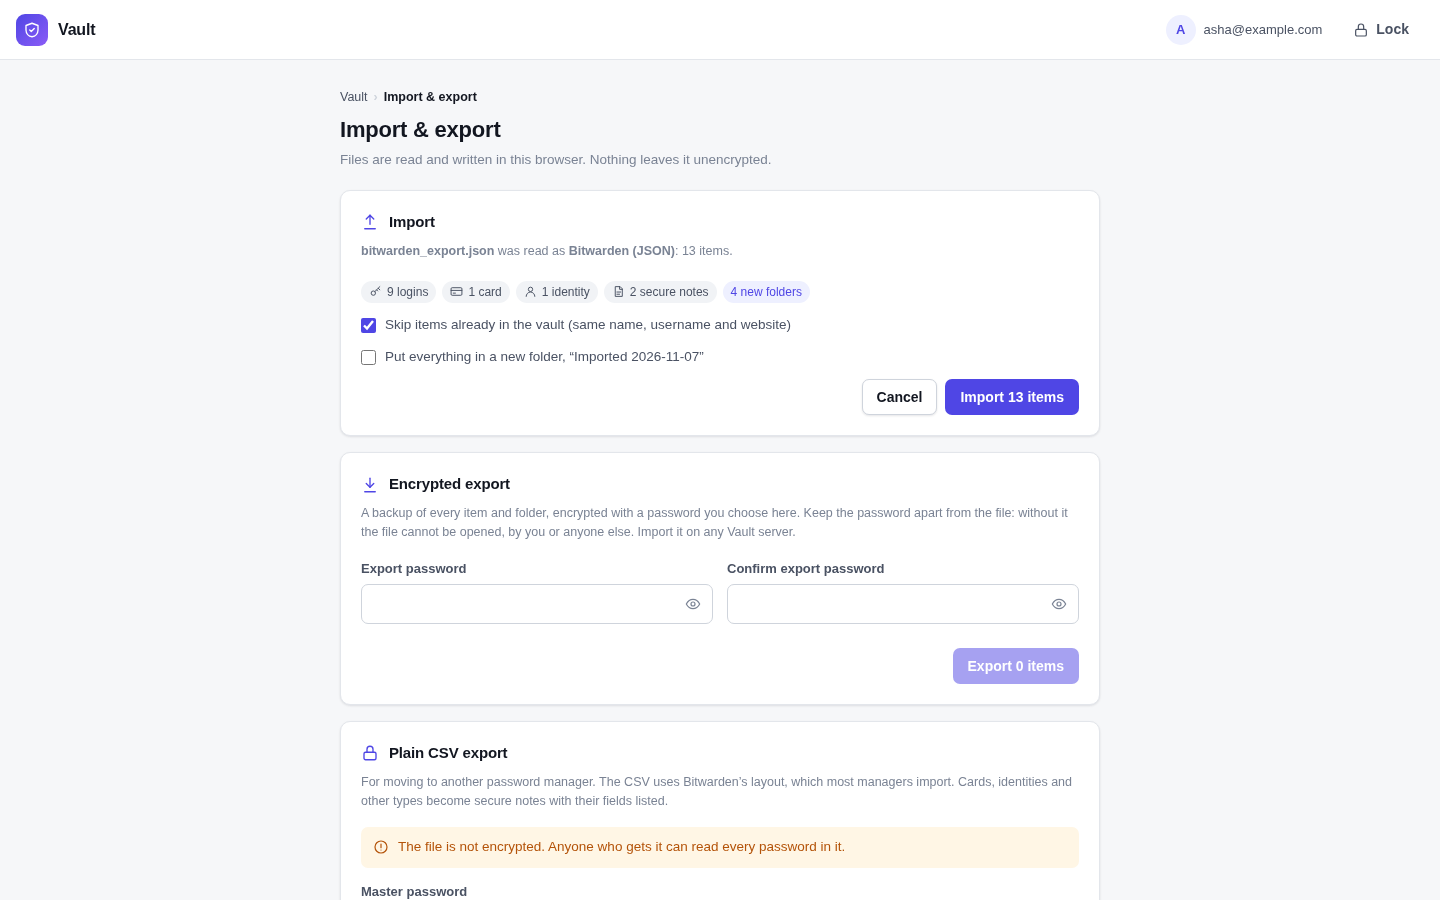 Vault
A asha@example.com Lock
Vault › Import & export
Import & export
Files are read and written in this browser. Nothing leaves it unencrypted.
Import
bitwarden_export.json was read as Bitwarden (JSON): 13 items.
9 logins 1 card 1 identity 2 secure notes 4 new folders
Skip items already in the vault (same name, username and website)
Put everything in a new folder, “Imported 2026-11-07”
Cancel Import 13 items
Encrypted export
A backup of every item and folder, encrypted with a password you choose here. Keep the password apart from the file: without it
the file cannot be opened, by you or anyone else. Import it on any Vault server.
Export password Confirm export password
Export 0 items
Plain CSV export
For moving to another password manager. The CSV uses Bitwarden’s layout, which most managers import. Cards, identities and
other types become secure notes with their fields listed.
The file is not encrypted. Anyone who gets it can read every password in it.
Master password